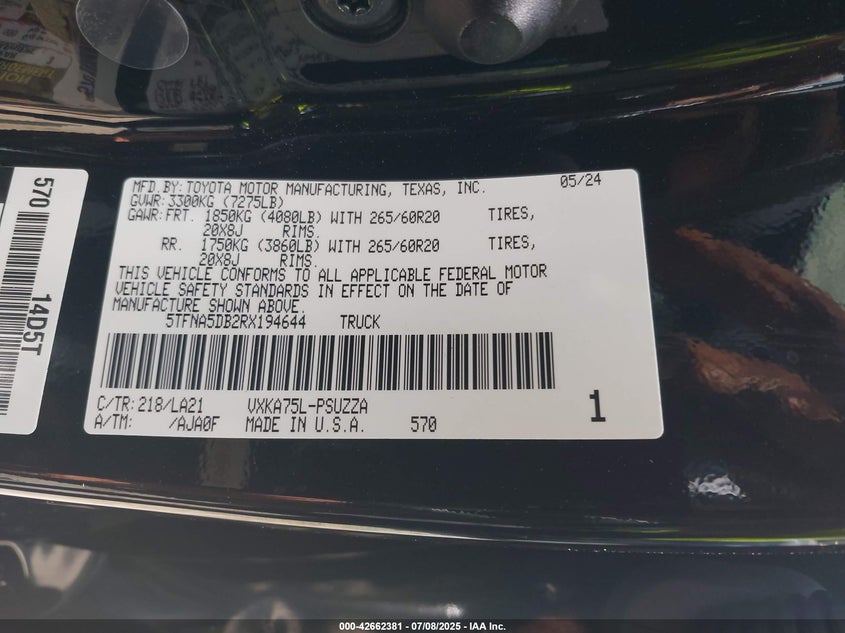 MFD. BY: TOYOTA MOTOR MANUFACTURING, TEXAS, INC. 05/24
GVWR: 3300KG (7275LB)
GAWR: FRT. 1850KG (4080LB) WITH 265/60R20 TIRES,
20X8J RIMS.
RR. 1750KG (3860LB) WITH 265/60R20 TIRES,
20X8J RIMS.
THIS VEHICLE CONFORMS TO ALL APPLICABLE FEDERAL MOTOR
VEHICLE SAFETY STANDARDS IN EFFECT ON THE DATE OF
MANUFACTURE SHOWN ABOVE.
5TFNA5DB2RX194644 TRUCK
C/TR: 218/LA21 VXKA75L-PSUZZA
A/TM: /AJA0F MADE IN U.S.A. 570
1
570
14D5T
000-42662381 - 07/08/2025 - IAA Inc.